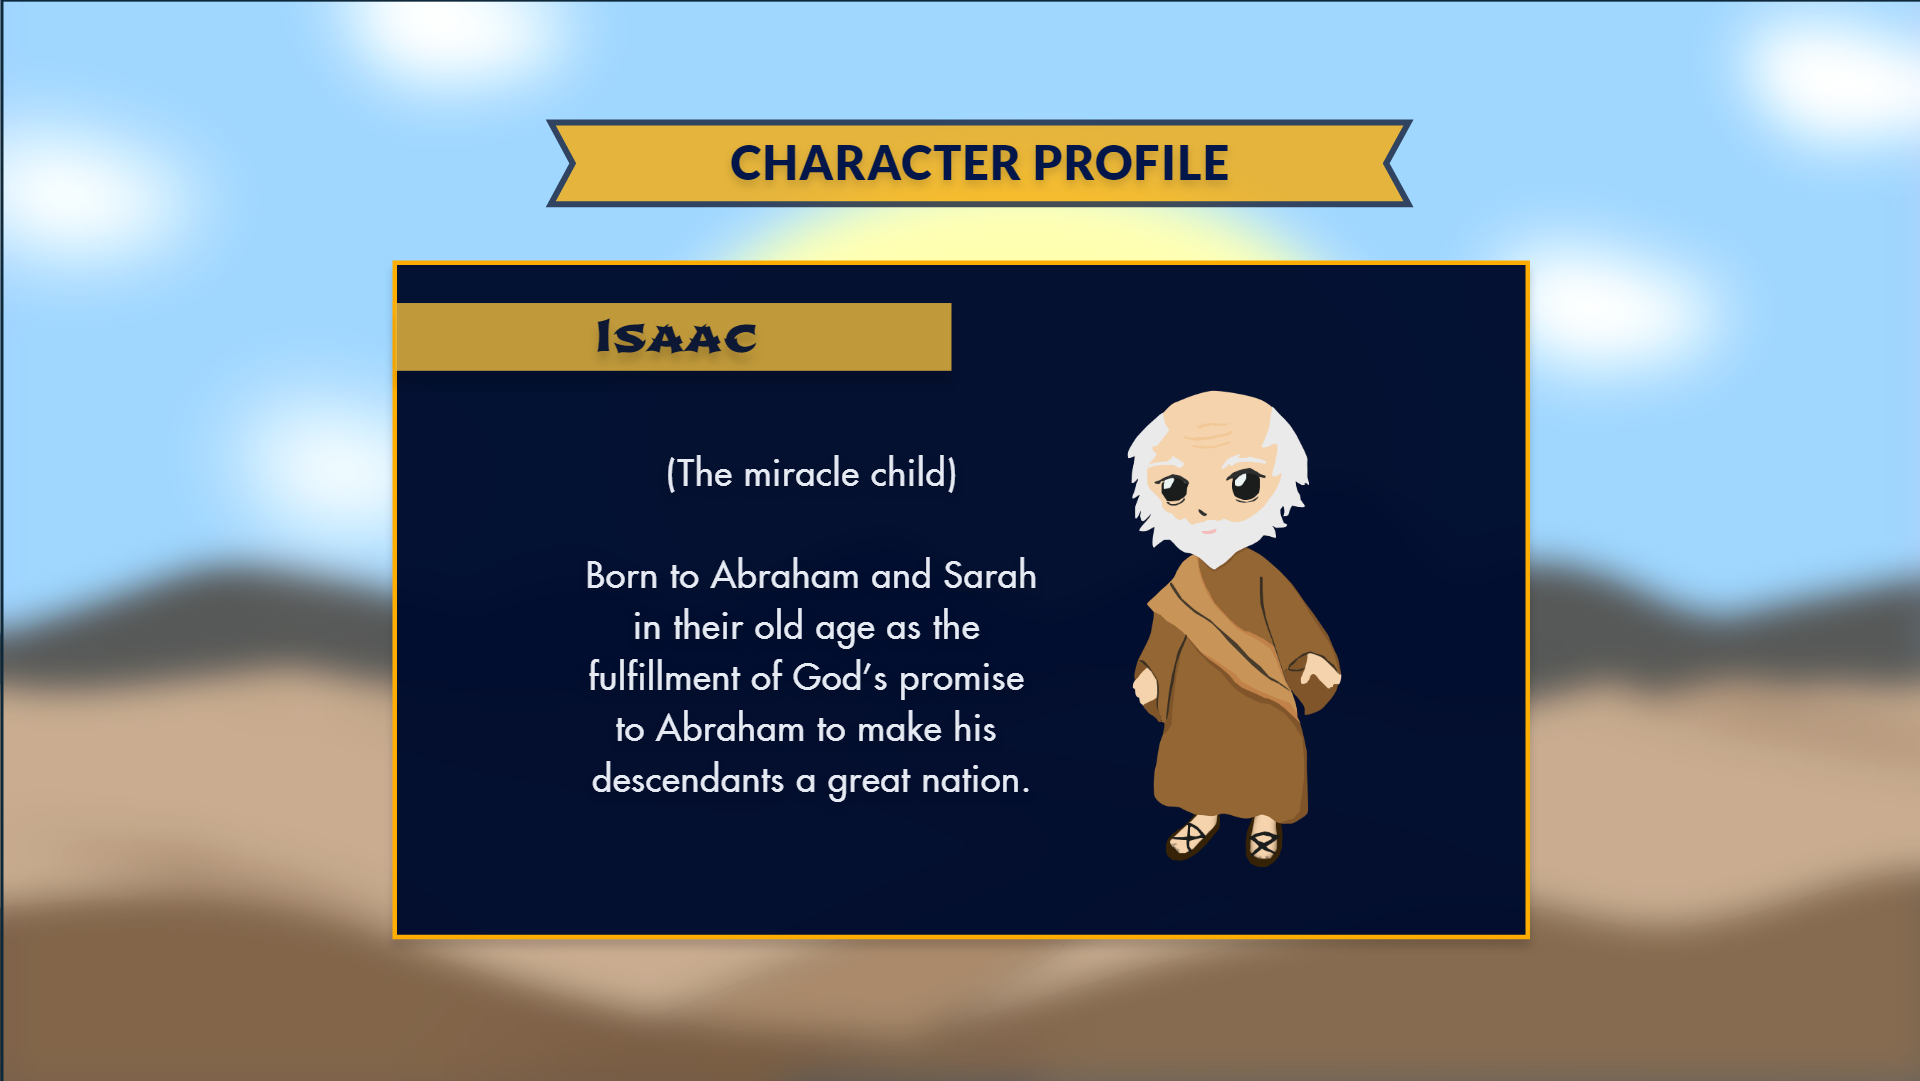 CHARACTER PROFILE
Isaac
(The miracle child)
Born to Abraham and Sarah
in their old age as the
fulfillment of God’s promise
to Abraham to make his
descendants a great nation.